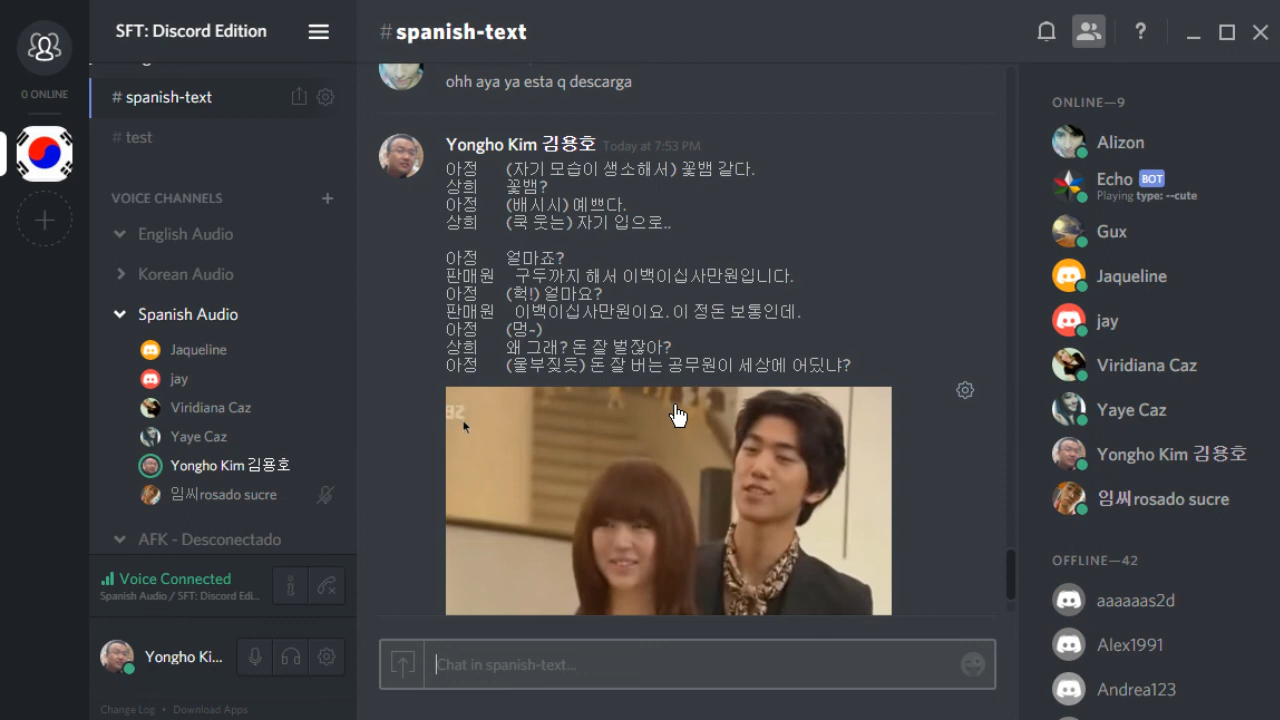 0 ONLINE
SFT: Discord Edition
# spanish-text
# test
VOICE CHANNELS
English Audio
Korean Audio
Spanish Audio
Jaqueline
jay
Viridiana Caz
Yaye Caz
Yongho Kim 김용호
임씨rosado sucre
AFK - Desconectado
Voice Connected
Spanish Audio / SFT: Discord Edi...
Yongho Ki...
Change Log • Download Apps
# spanish-text
ohh aya ya esta q descarga
Yongho Kim 김용호 Today at 7:53 PM
아정 (자기 모습이 생소해서) 꽃뱀 같다.
상희 꽃뱀?
아정 (배시시) 예쁘다.
상희 (쿡 웃는) 자기 입으로..
아정 얼마죠?
판매원 구두까지 해서 이백이십사만원입니다.
아정 (헉!) 얼마요?
판매원 이백이십사만원이요. 이 정돈 보통인데.
아정 (멍~)
상희 왜 그래? 돈 잘 벌잖아?
아정 (울부짖듯) 돈 잘 버는 공무원이 세상에 어딨냐?
Chat in spanish-text...
?
ONLINE—9
Alizon
Echo BOT
Playing type: --cute
Gux
Jaqueline
jay
Viridiana Caz
Yaye Caz
Yongho Kim 김용호
임씨rosado sucre
OFFLINE—42
aaaaaas2d
Alex1991
Andrea123